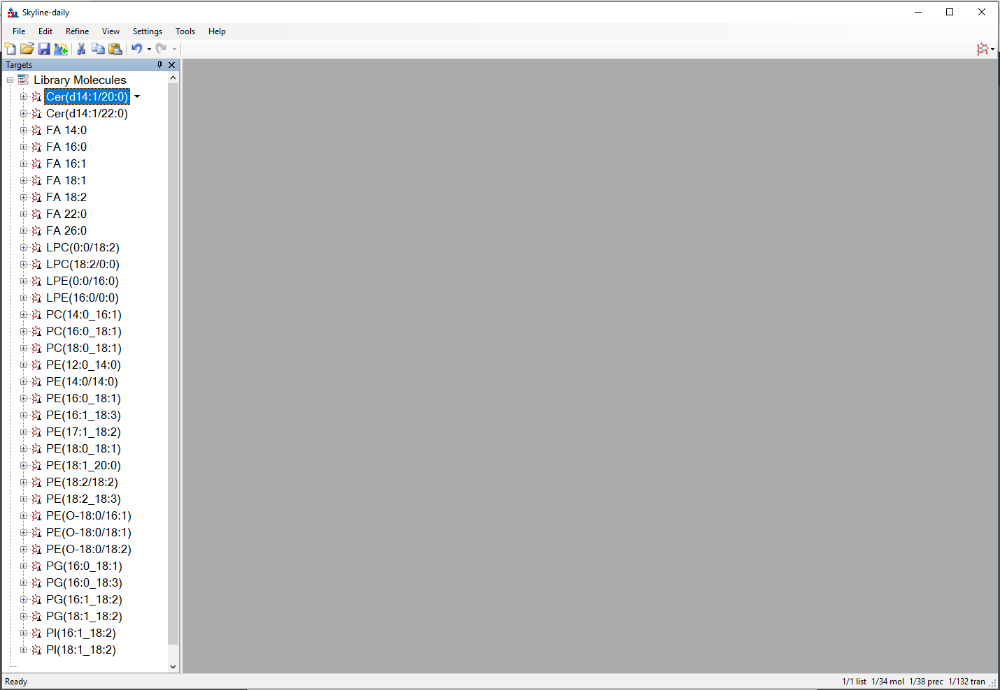 Skyline-daily
File Edit Refine View Settings Tools Help
Targets
Library Molecules
Cer(d14:1/20:0)
Cer(d14:1/22:0)
FA 14:0
FA 16:0
FA 16:1
FA 18:1
FA 18:2
FA 22:0
FA 26:0
LPC(0:0/18:2)
LPC(18:2/0:0)
LPE(0:0/16:0)
LPE(16:0/0:0)
PC(14:0_16:1)
PC(16:0_18:1)
PC(18:0_18:1)
PE(12:0_14:0)
PE(14:0/14:0)
PE(16:0_18:1)
PE(16:1_18:3)
PE(17:1_18:2)
PE(18:0_18:1)
PE(18:1_20:0)
PE(18:2/18:2)
PE(18:2_18:3)
PE(O-18:0/16:1)
PE(O-18:0/18:1)
PE(O-18:0/18:2)
PG(16:0_18:1)
PG(16:0_18:3)
PG(16:1_18:2)
PG(18:1_18:2)
PI(16:1_18:2)
PI(18:1_18:2)
Ready 1/1 list 1/34 mol 1/38 prec 1/132 tran